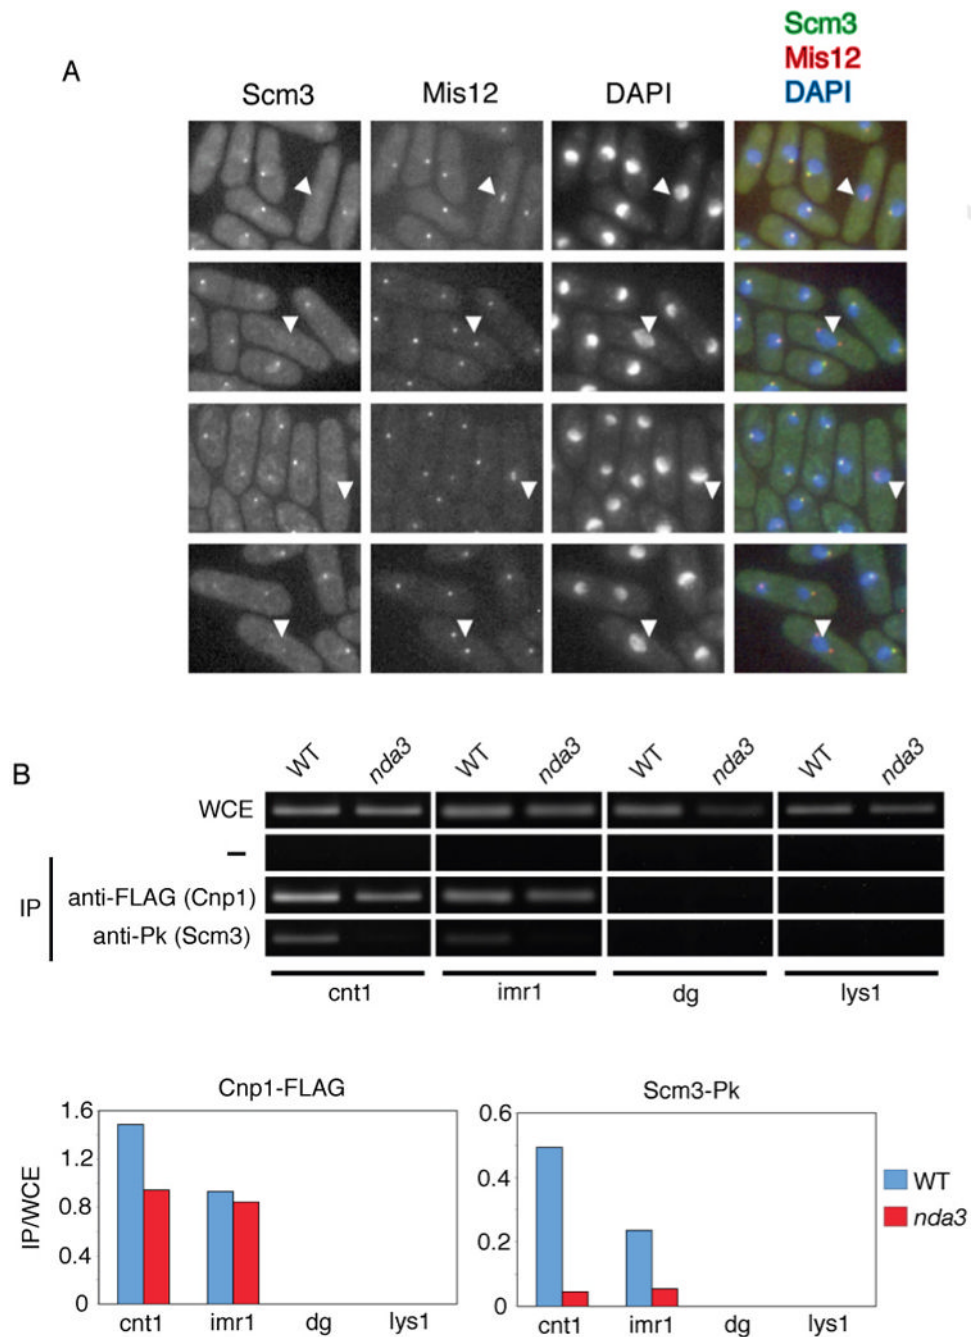 A
Scm3
Mis12
DAPI
Scm3
Mis12
DAPI
B
WT
nda3
WT
nda3
WT
nda3
WT
nda3
WCE
–
IP
anti-FLAG (Cnp1)
anti-Pk (Scm3)
cnt1
imr1
dg
lys1
Cnp1-FLAG
IP/WCE
1.6
1.2
0.8
0.4
0
cnt1
imr1
dg
lys1
Scm3-Pk
0.6
0.4
0.2
0
cnt1
imr1
dg
lys1
WT
nda3